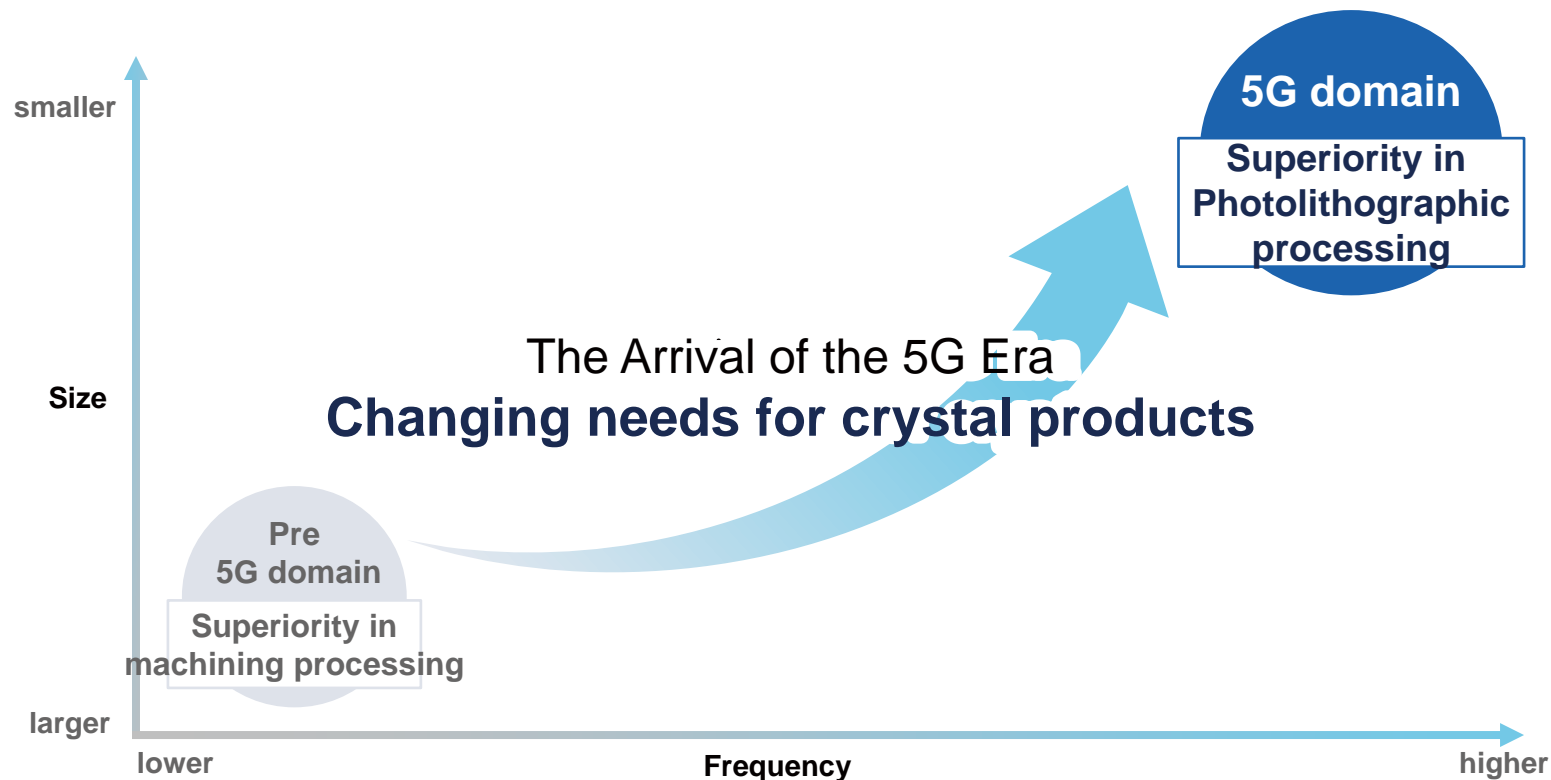 5G domain
smaller
Superiority in
Photolithographic
processing
The Arrival of the 5G Era
Size
Changing needs for crystal products
Pre
5G domain
Superiority in
machining processing
larger
lower
Frequency
higher